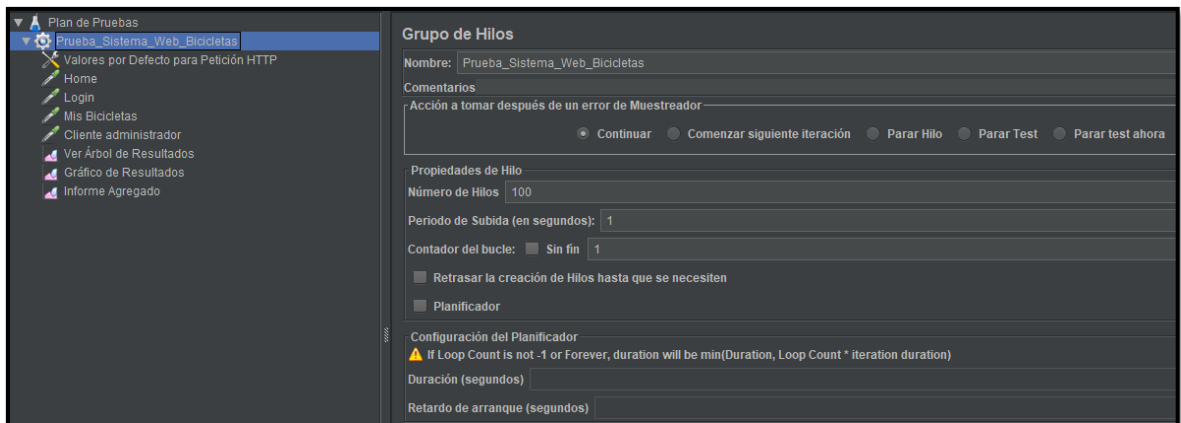 Plan de Pruebas
Prueba_Sistema_Web_Bicicletas
Valores por Defecto para Petición HTTP
Home
Login
Mis Bicicletas
Cliente administrador
Ver Árbol de Resultados
Gráfico de Resultados
Informe Agregado
Grupo de Hilos
Nombre: Prueba_Sistema_Web_Bicicletas
Comentarios
Acción a tomar después de un error de Muestreador
Continuar Comenzar siguiente iteración Parar Hilo Parar Test Parar test ahora
Propiedades de Hilo
Número de Hilos 100
Periodo de Subida (en segundos): 1
Contador del bucle: Sin fín 1
Retrasar la creación de Hilos hasta que se necesiten
Planificador
Configuración del Planificador
If Loop Count is not -1 or Forever, duration will be min(Duration, Loop Count * iteration duration)
Duración (segundos)
Retardo de arranque (segundos)